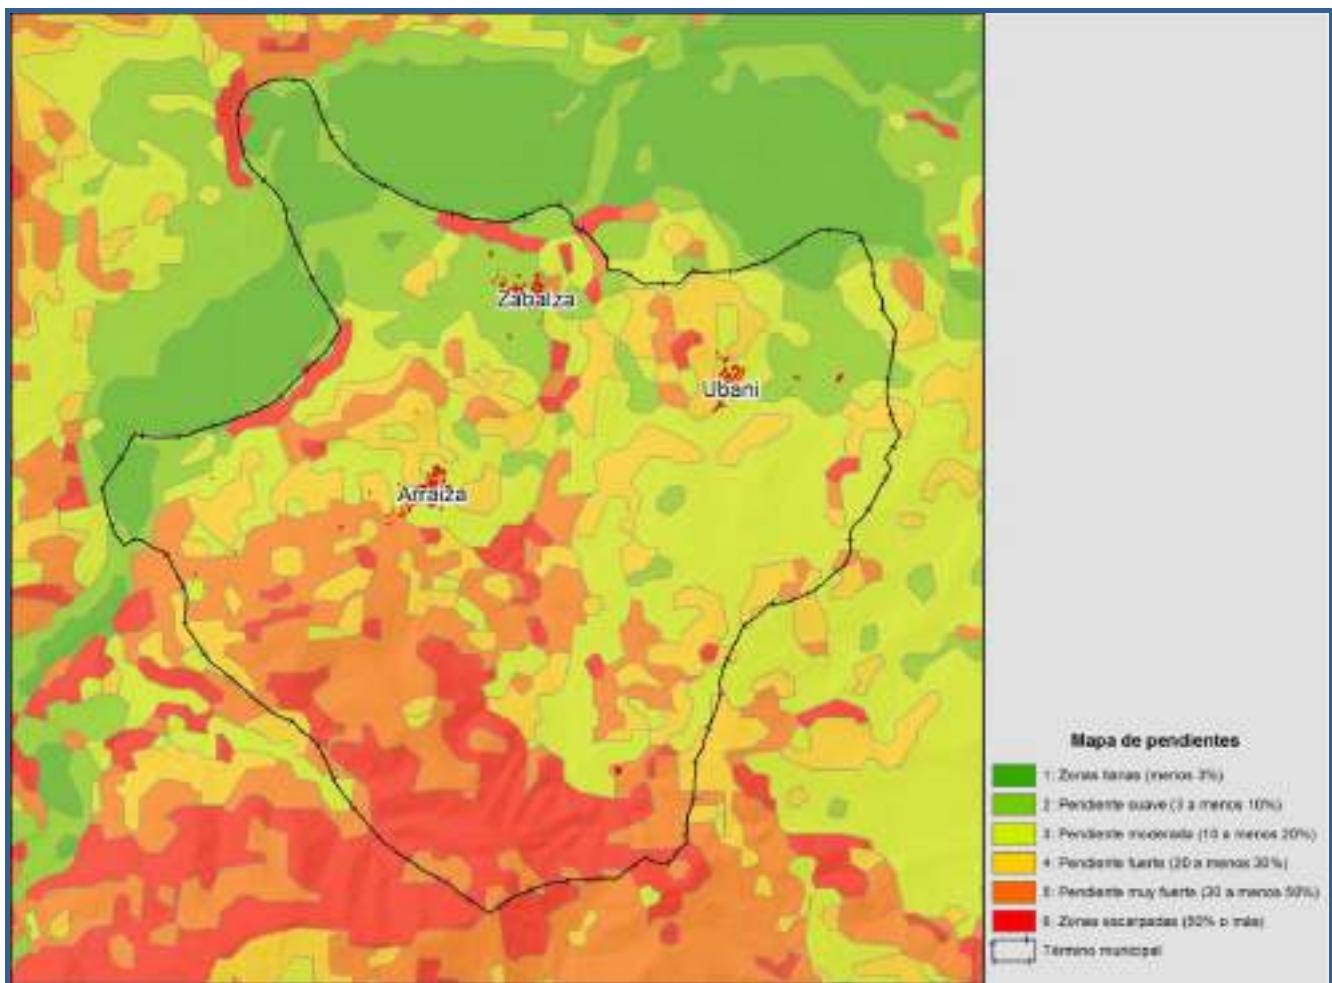 Zabalza
Ubani
Arraiza
Mapa de pendientes
1: Zonas llanas (menos 3%)
2: Pendiente suave (3 a menos 10%)
3: Pendiente moderada (10 a menos 20%)
4: Pendiente fuerte (20 a menos 30%)
5: Pendiente muy fuerte (30 a menos 50%)
6: Zonas escarpadas (50% o más)
Término municipal